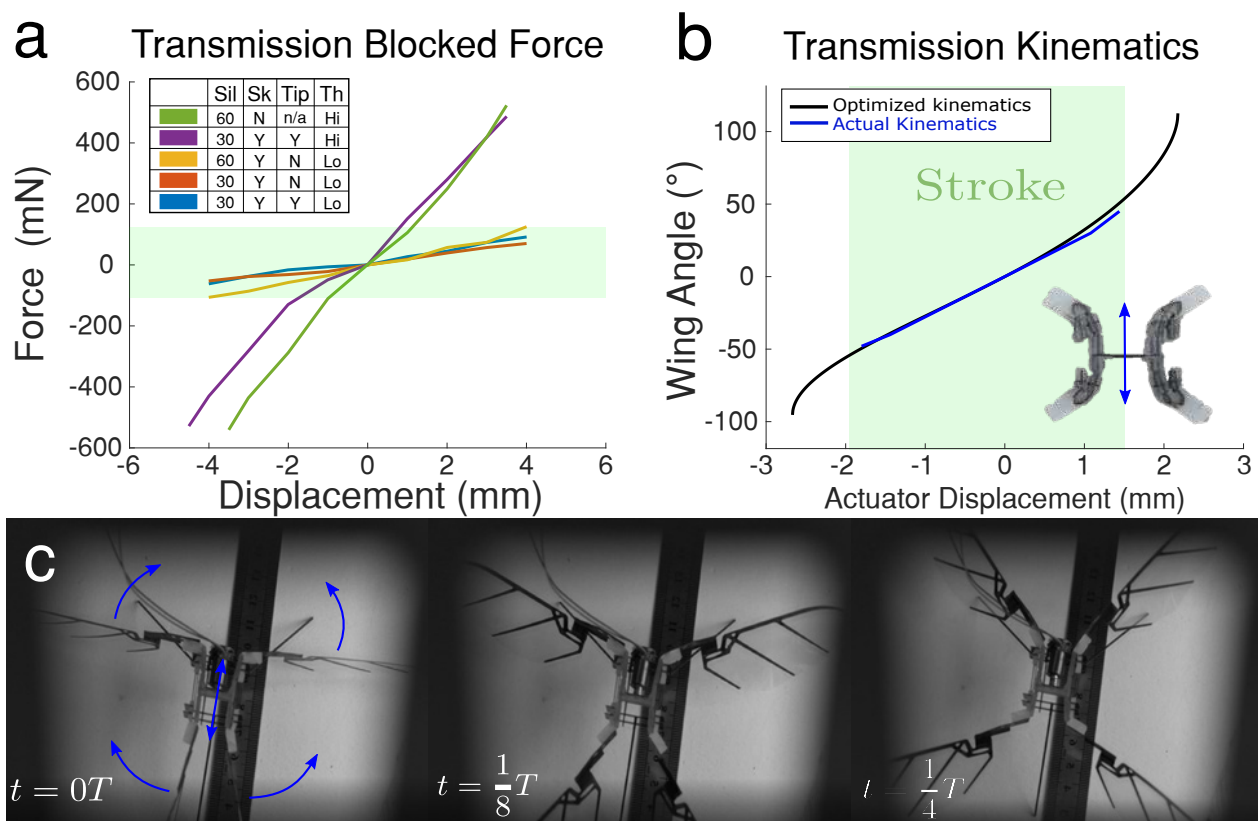 a
Transmission Blocked Force
Sil Sk Tip Th
60 N n/a Hi
30 Y Y Hi
60 Y N Lo
30 Y N Lo
30 Y Y Lo
600
400
200
0
-200
-400
-600
Force (mN)
-6 -4 -2 0 2 4 6
Displacement (mm)
b
Transmission Kinematics
Optimized kinematics
Actual Kinematics
Stroke
100
50
0
-50
-100
Wing Angle (°)
-3 -2 -1 0 1 2 3
Actuator Displacement (mm)
c
t = 0T
t = 1/8 T
t = 1/4 T